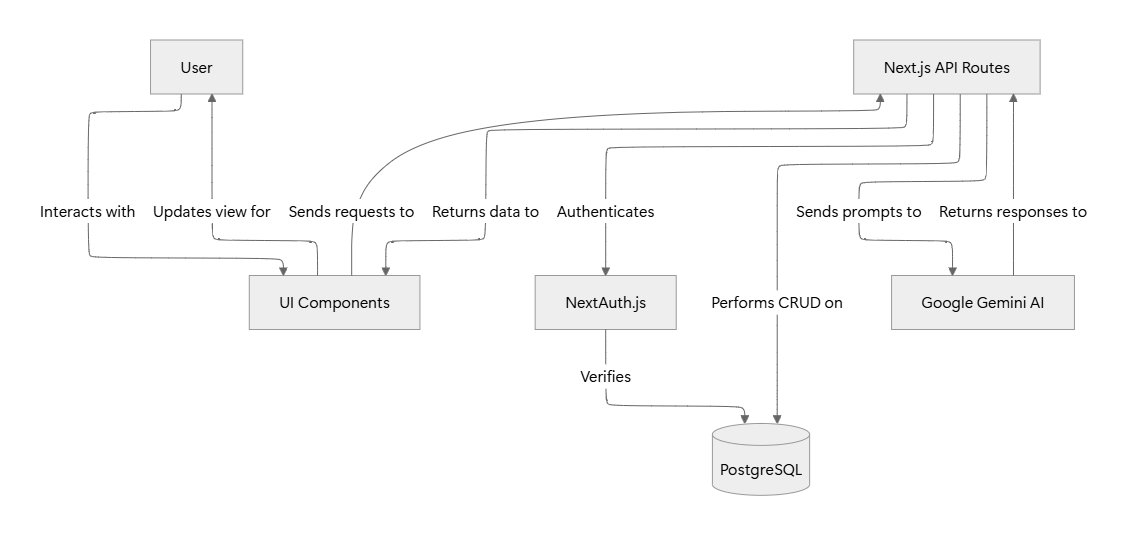 User
Next.js API Routes
Interacts with
Updates view for
Sends requests to
Returns data to
Authenticates
Sends prompts to
Returns responses to
UI Components
NextAuth.js
Performs CRUD on
Google Gemini AI
Verifies
PostgreSQL